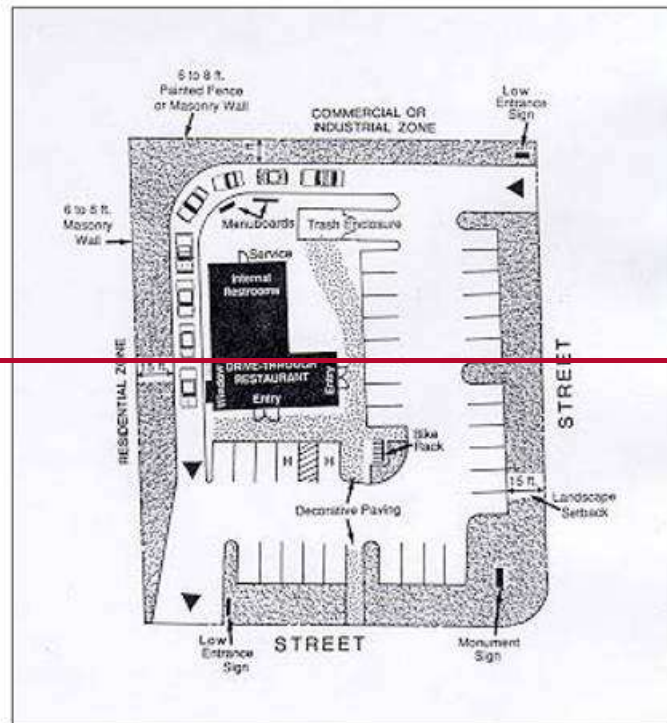 6 to 8 ft.
Painted Fence
or Masonry Wall
COMMERCIAL OR
INDUSTRIAL ZONE
Low
Entrance
Sign
6 to 8 ft.
Masonry
Wall
Menuboards
Trash Enclosure
Service
Internal
Restrooms
RESIDENTIAL ZONE
15 ft.
DRIVE-THROUGH
RESTAURANT
Window
Entry
Entry
STREET
Bike
Rack
H
H
15 ft.
Landscape
Setback
Decorative Paving
Low
Entrance
Sign
STREET
Monument
Sign